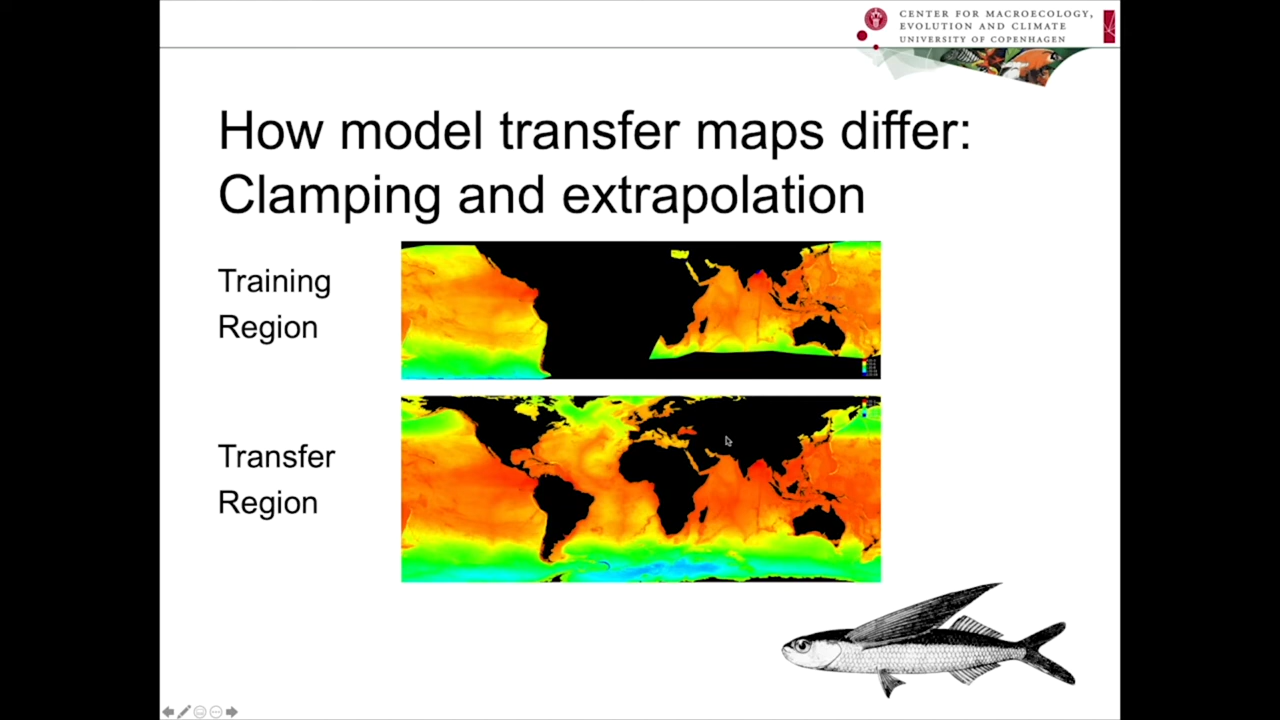 CENTER FOR MACROECOLOGY,
EVOLUTION AND CLIMATE
UNIVERSITY OF COPENHAGEN
How model transfer maps differ:
Clamping and extrapolation
Training
Region
Transfer
Region